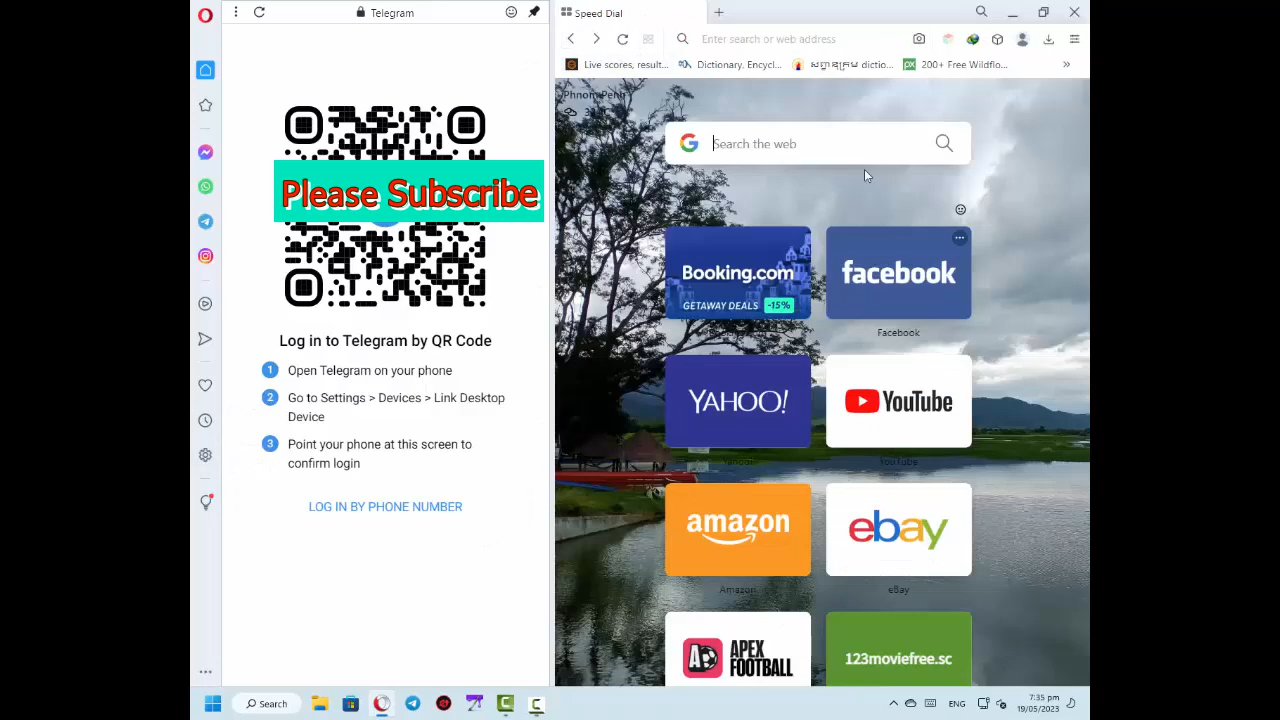 Telegram
Please Subscribe
Log in to Telegram by QR Code
1 Open Telegram on your phone
2 Go to Settings > Devices > Link Desktop
Device
3 Point your phone at this screen to
confirm login
LOG IN BY PHONE NUMBER
Speed Dial
Enter search or web address
Live scores, result...
Dictionary, Encycl...
200+ Free Wildflo...
Phnom Penh
Search the web
Booking.com
GETAWAY DEALS -15%
facebook
Facebook
YAHOO!
YouTube
Yahoo!
YouTube
amazon
ebay
Amazon
eBay
APEX
FOOTBALL
123moviefree.sc
Search
ENG
7:35 pm
19/05/2023